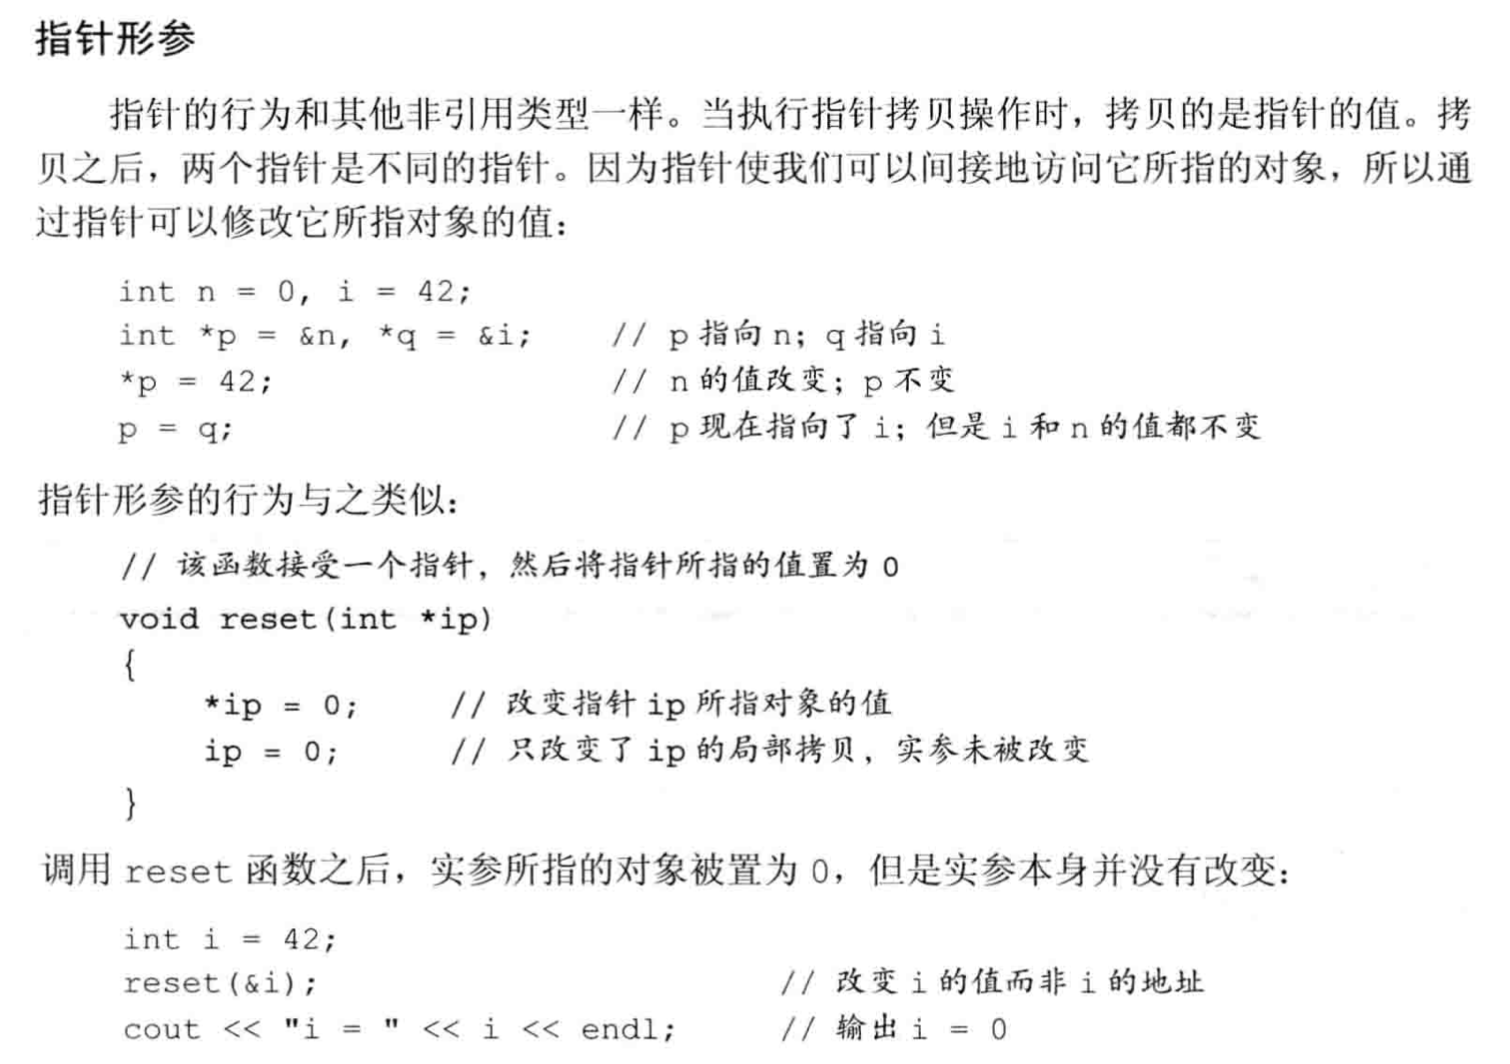 指针形参
指针的行为和其他非引用类型一样。当执行指针拷贝操作时，拷贝的是指针的值。拷
贝之后，两个指针是不同的指针。因为指针使我们可以间接地访问它所指的对象，所以通
过指针可以修改它所指对象的值：
int n = 0, i = 42;
int *p = &n, *q = &i; // p 指向 n；q 指向 i
*p = 42; // n 的值改变；p 不变
p = q; // p 现在指向了 i；但是 i 和 n 的值都不变
指针形参的行为与之类似：
// 该函数接受一个指针，然后将指针所指的值置为 0
void reset(int *ip)
{
*ip = 0; // 改变指针 ip 所指对象的值
ip = 0; // 只改变了 ip 的局部拷贝，实参未被改变
}
调用 reset 函数之后，实参所指的对象被置为 0，但是实参本身并没有改变：
int i = 42;
reset(&i); // 改变 i 的值而非 i 的地址
cout << "i = " << i << endl; // 输出 i = 0